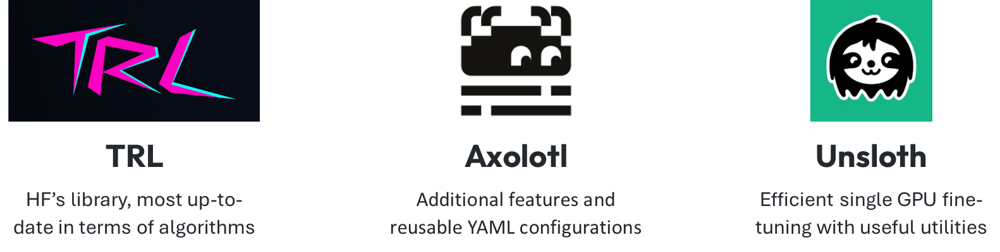 TRL
TRL
HF’s library, most up-to-
date in terms of algorithms
Axolotl
Additional features and
reusable YAML configurations
Unsloth
Efficient single GPU fine-
tuning with useful utilities